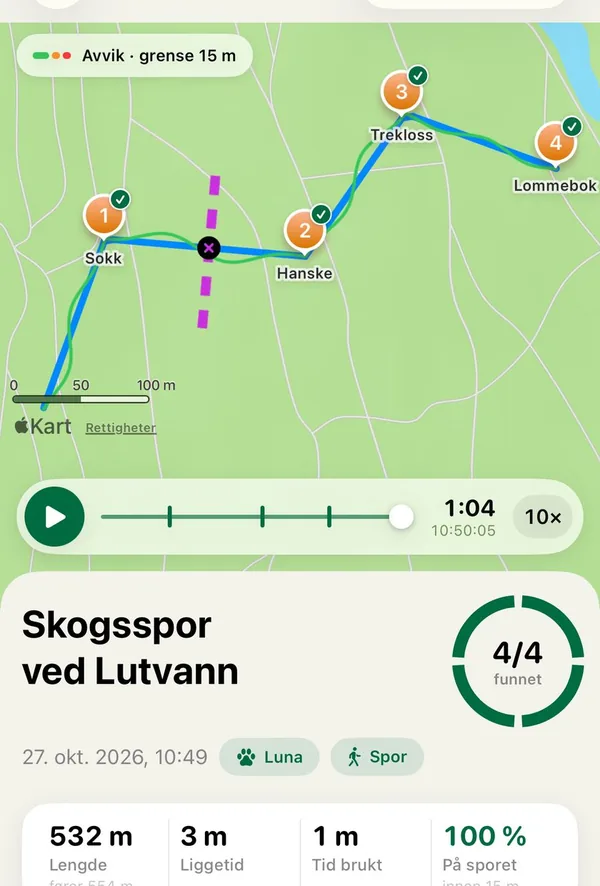 Avvik · grense 15 m
3
Trekloss
4
Lommebok
1
Sokk
2
Hanske
0 50 100 m
Kart Rettigheter
1:04
10:50:05
10×
Skogsspor
ved Lutvann
4/4
funnet
27. okt. 2026, 10:49 Luna Spor
532 m 3 m 1 m 100 %
Lengde Liggetid Tid brukt På sporet